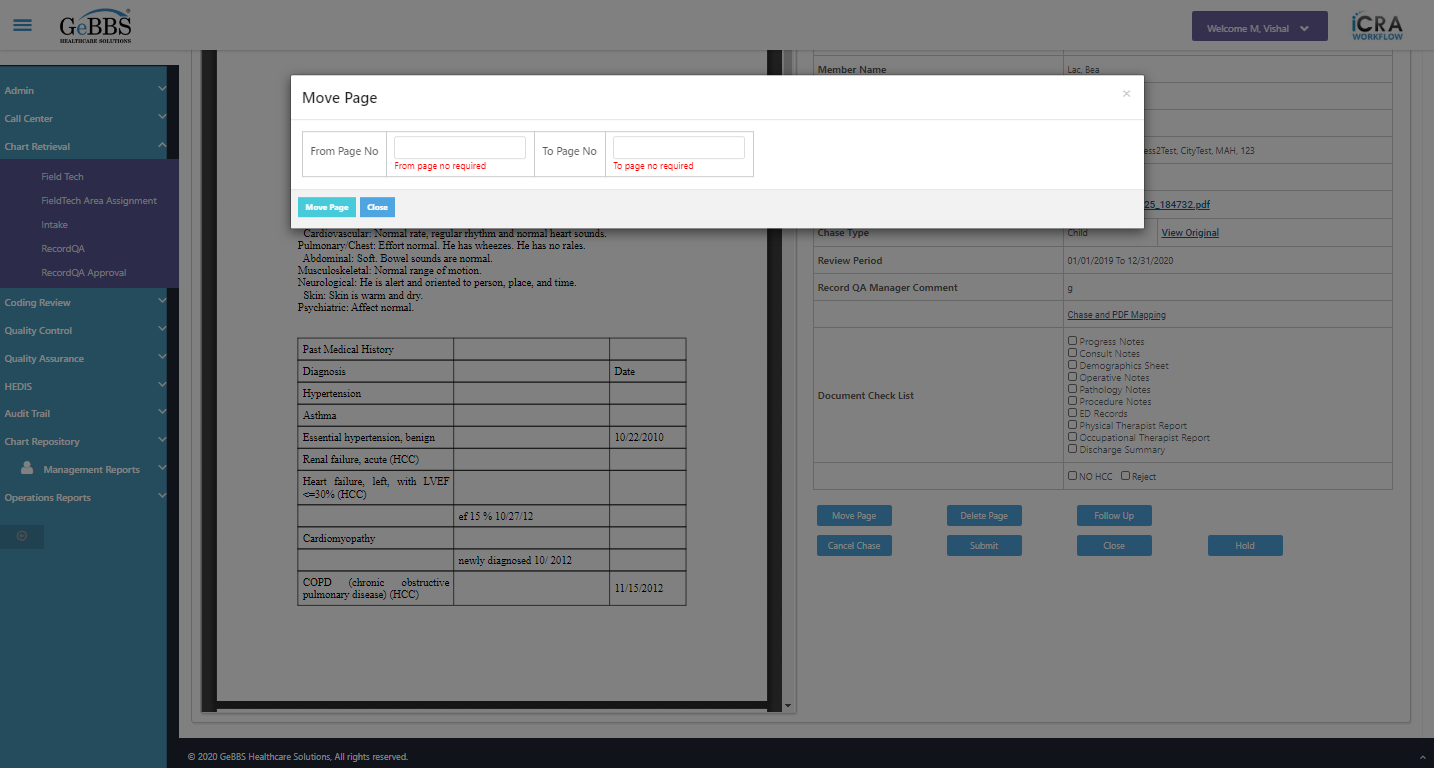 GeBBS
HEALTHCARE SOLUTIONS
Welcome M, Vishal
iCRA
WORKFLOW
Admin
Call Center
Chart Retrieval
Field Tech
FieldTech Area Assignment
Intake
RecordQA
RecordQA Approval
Coding Review
Quality Control
Quality Assurance
HEDIS
Audit Trail
Chart Repository
Management Reports
Operations Reports
Move Page
×
From Page No
From page no required
To Page No
To page no required
Move Page Close
Cardiovascular: Normal rate, regular rhythm and normal heart sounds.
Pulmonary/Chest: Effort normal. He has wheezes. He has no rales.
Abdominal: Soft. Bowel sounds are normal.
Musculoskeletal: Normal range of motion.
Neurological: He is alert and oriented to person, place, and time.
Skin: Skin is warm and dry.
Psychiatric: Affect normal.
Past Medical History
Diagnosis Date
Hypertension
Asthma
Essential hypertension, benign 10/22/2010
Renal failure, acute (HCC)
Heart failure, left, with LVEF
<=30% (HCC)
ef 15 % 10/27/12
Cardiomyopathy
newly diagnosed 10/ 2012
COPD (chronic obstructive
pulmonary disease) (HCC) 11/15/2012
Member Name Lac, Bea
ess2Test, CityTest, MAH, 123
25_184732.pdf
Chase Type Child View Original
Review Period 01/01/2019 To 12/31/2020
Record QA Manager Comment g
Chase and PDF Mapping
Document Check List
Progress Notes
Consult Notes
Demographics Sheet
Operative Notes
Pathology Notes
Procedure Notes
ED Records
Physical Therapist Report
Occupational Therapist Report
Discharge Summary
NO HCC Reject
Move Page Delete Page Follow Up
Cancel Chase Submit Close Hold
© 2020 GeBBS Healthcare Solutions, All rights reserved.